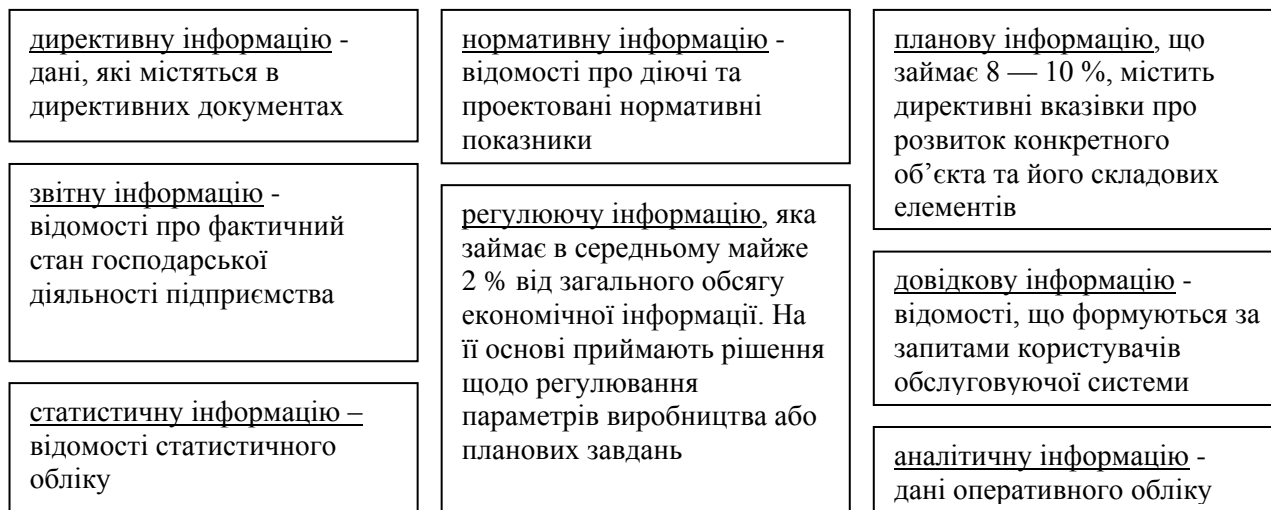 директивну інформацію -
дані, які містяться в
директивних документах
звітну інформацію -
відомості про фактичний
стан господарської
діяльності підприємства
статистичну інформацію –
відомості статистичного
обліку
нормативну інформацію -
відомості про діючі та
проектовані нормативні
показники
регулюючу інформацію, яка
займає в середньому майже
2 % від загального обсягу
економічної інформації. На
її основі приймають рішення
щодо регулювання
параметрів виробництва або
планових завдань
планову інформацію, що
займає 8 — 10 %, містить
директивні вказівки про
розвиток конкретного
об’єкта та його складових
елементів
довідкову інформацію -
відомості, що формуються за
запитами користувачів
обслуговуючої системи
аналітичну інформацію -
дані оперативного обліку